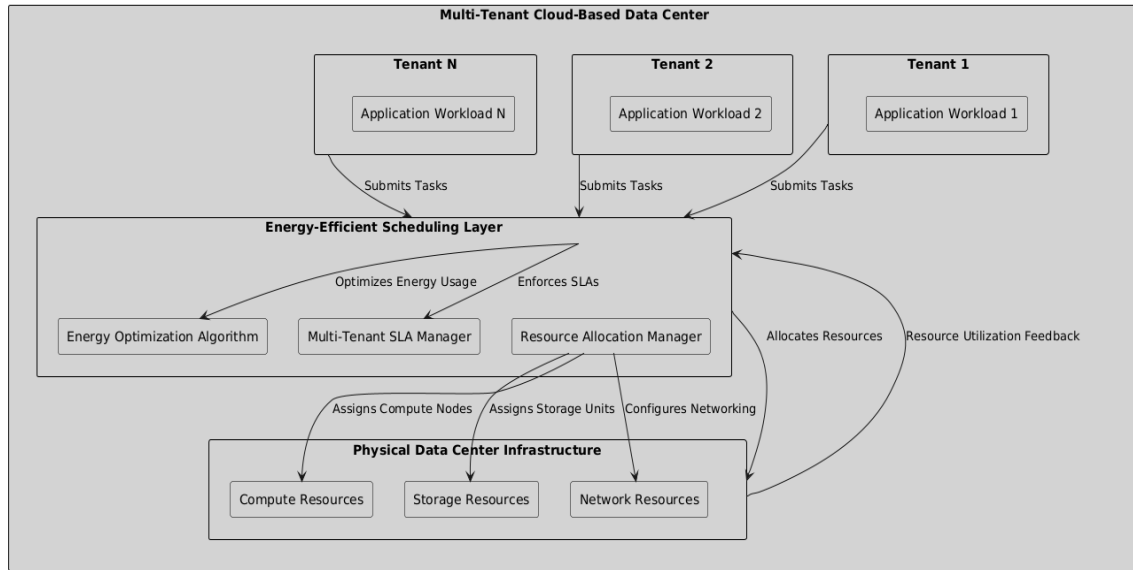 Multi-Tenant Cloud-Based Data Center
Tenant N
Tenant 2
Tenant 1
Application Workload N
Application Workload 2
Application Workload 1
Submits Tasks
Submits Tasks
Submits Tasks
Energy-Efficient Scheduling Layer
Optimizes Energy Usage
Enforces SLAs
Energy Optimization Algorithm
Multi-Tenant SLA Manager
Resource Allocation Manager
Allocates Resources
Resource Utilization Feedback
Assigns Compute Nodes
Assigns Storage Units
Configures Networking
Physical Data Center Infrastructure
Compute Resources
Storage Resources
Network Resources